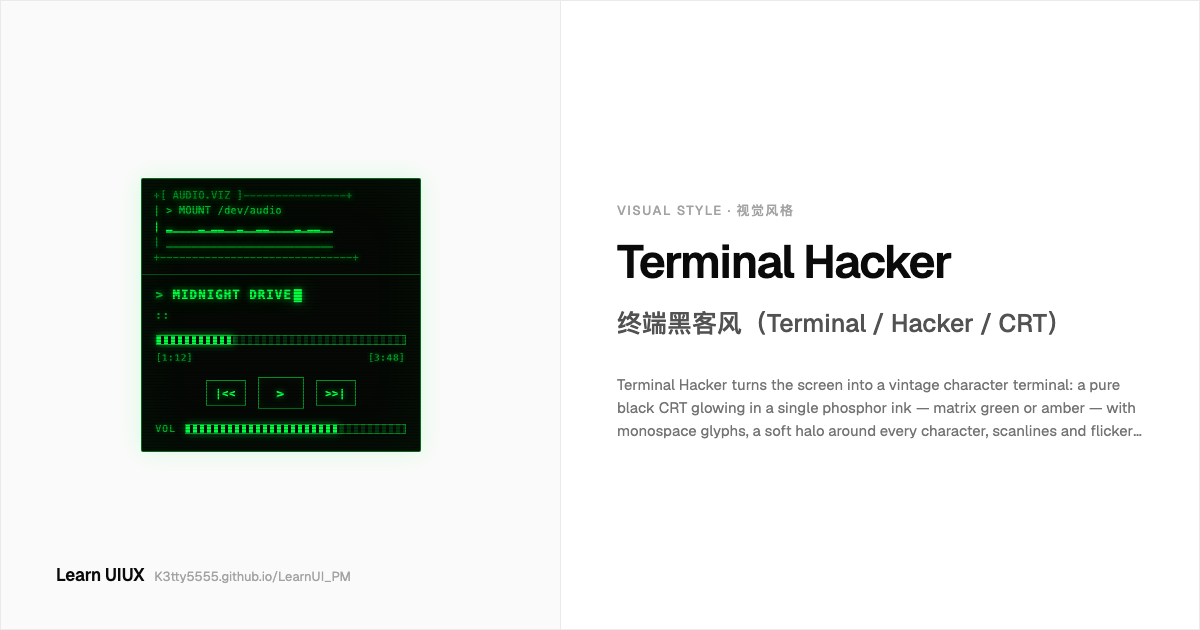 +[ AUDIO.VIZ ]────────────────+
| > MOUNT /dev/audio
+──────────────────────────────+
> MIDNIGHT DRIVE
::
[1:12] [3:48]
|<< > >>|
VOL
VISUAL STYLE · 视觉风格
Terminal Hacker
终端黑客风（Terminal / Hacker / CRT）
Terminal Hacker turns the screen into a vintage character terminal: a pure
black CRT glowing in a single phosphor ink — matrix green or amber — with
monospace glyphs, a soft halo around every character, scanlines and flicker…
Learn UIUX K3tty5555.github.io/LearnUI_PM